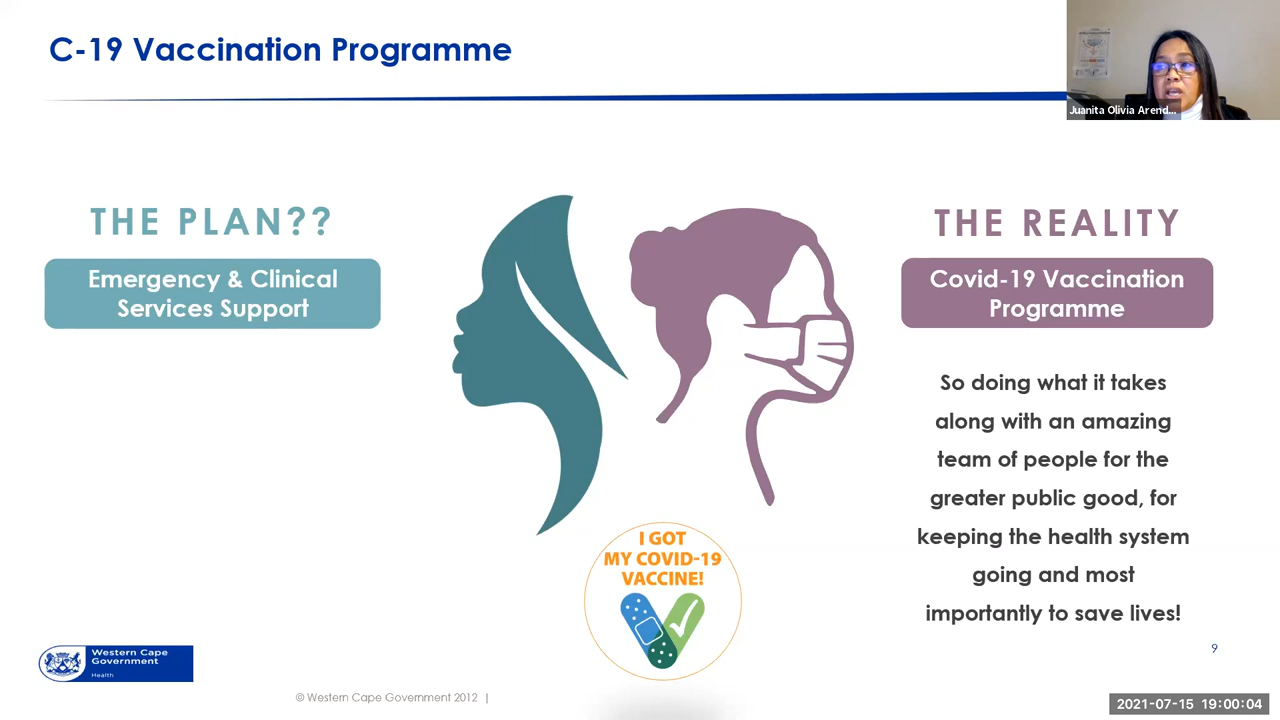 C-19 Vaccination Programme
Juanita Olivia Arend...
THE PLAN??
Emergency & Clinical
Services Support
THE REALITY
Covid-19 Vaccination
Programme
So doing what it takes
along with an amazing
team of people for the
greater public good, for
keeping the health system
going and most
importantly to save lives!
I GOT
MY COVID-19
VACCINE!
Western Cape
Government
Health
9
© Western Cape Government 2012 |
2021-07-15 19:00:04